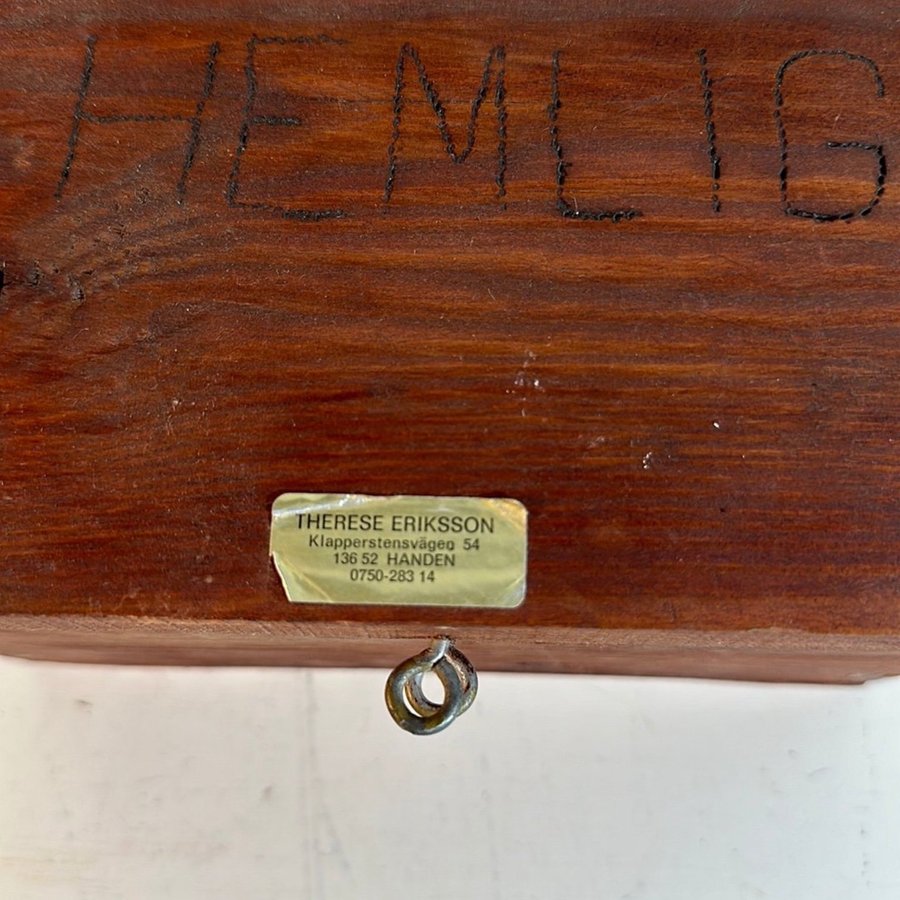 HEMLIG
THERESE ERIKSSON
Klapperstensvägen 54
136 52 HANDEN
0750-283 14